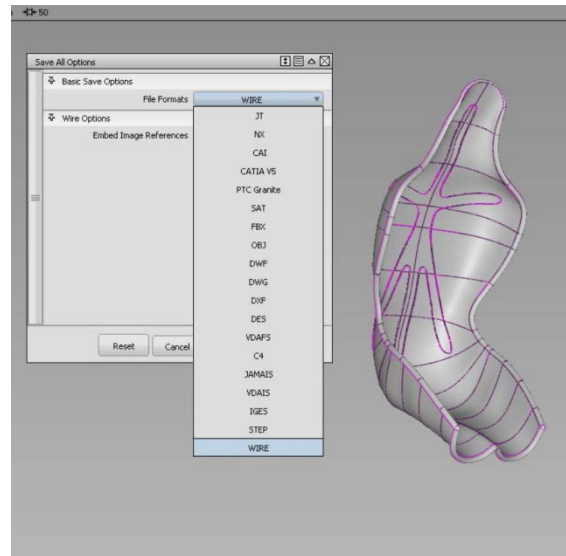 50
Save All Options
Basic Save Options
File Formats WIRE
Wire Options
Embed Image References
JT
NX
CAI
CATIA V5
PTC Granite
SAT
FBX
OBJ
DWF
DWG
DXF
DES
VDAFS
C4
JAMAIS
VDAIS
IGES
STEP
WIRE
Reset Cancel